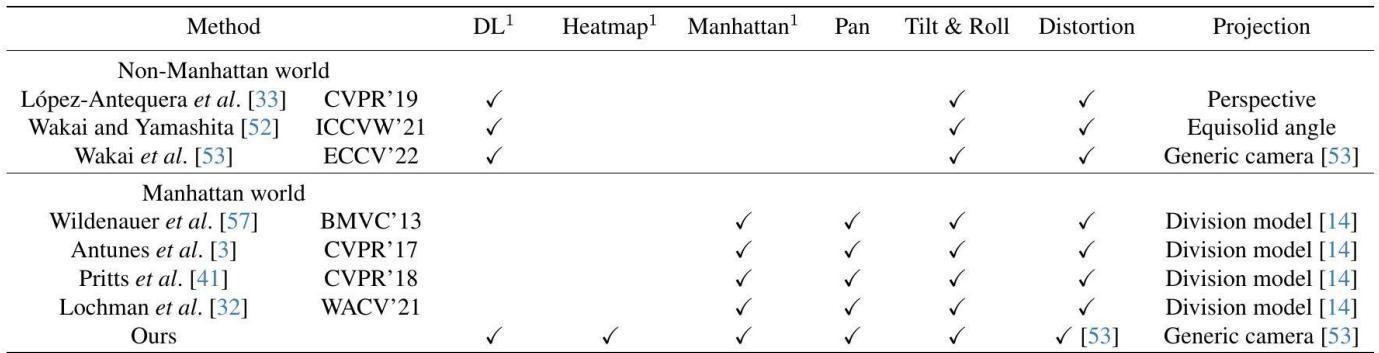 Method DL¹ Heatmap¹ Manhattan¹ Pan Tilt & Roll Distortion Projection
Non-Manhattan world
López-Antequera et al. [33] CVPR’19 ✓ ✓ ✓ Perspective
Wakai and Yamashita [52] ICCVW’21 ✓ ✓ ✓ Equisolid angle
Wakai et al. [53] ECCV’22 ✓ ✓ ✓ Generic camera [53]
Manhattan world
Wildenauer et al. [57] BMVC’13 ✓ ✓ ✓ ✓ Division model [14]
Antunes et al. [3] CVPR’17 ✓ ✓ ✓ ✓ Division model [14]
Pritts et al. [41] CVPR’18 ✓ ✓ ✓ ✓ Division model [14]
Lochman et al. [32] WACV’21 ✓ ✓ ✓ ✓ Division model [14]
Ours ✓ ✓ ✓ ✓ ✓ ✓ [53] Generic camera [53]